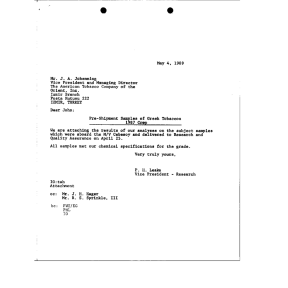 May 4, 1989
Mr. J. A.
Vice President and Managing Director
The American Tobacco Company of the
Orient, Inc.
Izmir Branch
Posta Kutusu 212
IZMIR, TURKEY
Dear John:
Pre-Shipment Samples of Greek Tobacco
1987 Crop
We are attaching the results of our analyses on the subject samples
which were aboard the M/V and delivered to Research and
Quality Assurance on April 25.
All samples met our chemical specifications for the grade.
Very truly yours,
Vice President - Research
Attachment
cc: Mr. J. H. Hager
Mr. R. E. Sprinkle, III
bc: